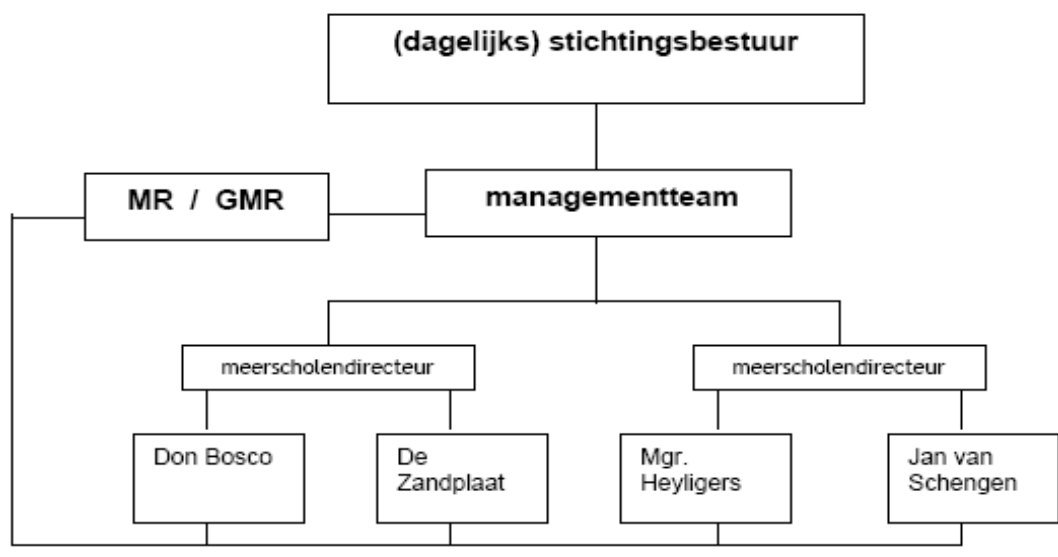 (dagelijks) stichtingsbestuur
MR / GMR
managementteam
meerscholendirecteur
meerscholendirecteur
Don Bosco
De
Zandplaat
Mgr.
Heyligers
Jan van
Schengen